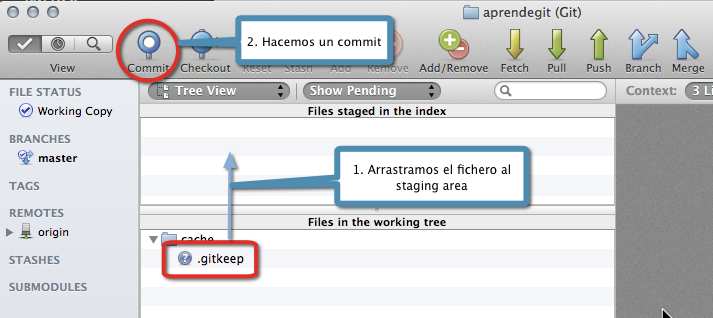 aprendegit (Git)
2. Hacemos un commit
View
Commit
Checkout
Reset
Stash
Add
Remove
Add/Remove
Fetch
Pull
Push
Branch
Merge
FILE STATUS
Working Copy
BRANCHES
master
TAGS
REMOTES
origin
STASHES
SUBMODULES
Tree View
Show Pending
Context:
3 Li
Files staged in the index
1. Arrastramos el fichero al
staging area
Files in the working tree
cache
.gitkeep